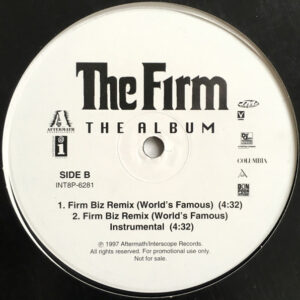 The Firm
THE ALBUM
AFTERMATH
i
SIDE B
INT8P-6281
COLUMBIA
1. Firm Biz Remix (World's Famous) (4:32)
2. Firm Biz Remix (World's Famous)
Instrumental (4:32)
℗ 1997 Aftermath/Interscope Records.
All rights reserved. For promotional use only.
Not for sale.